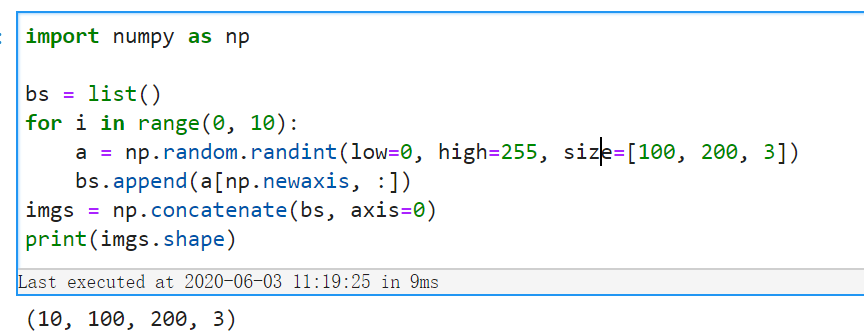 import numpy as np
bs = list()
for i in range(0, 10):
    a = np.random.randint(low=0, high=255, size=[100, 200, 3])
    bs.append(a[np.newaxis, :])
imgs = np.concatenate(bs, axis=0)
print(imgs.shape)
Last executed at 2020-06-03 11:19:25 in 9ms
(10, 100, 200, 3)